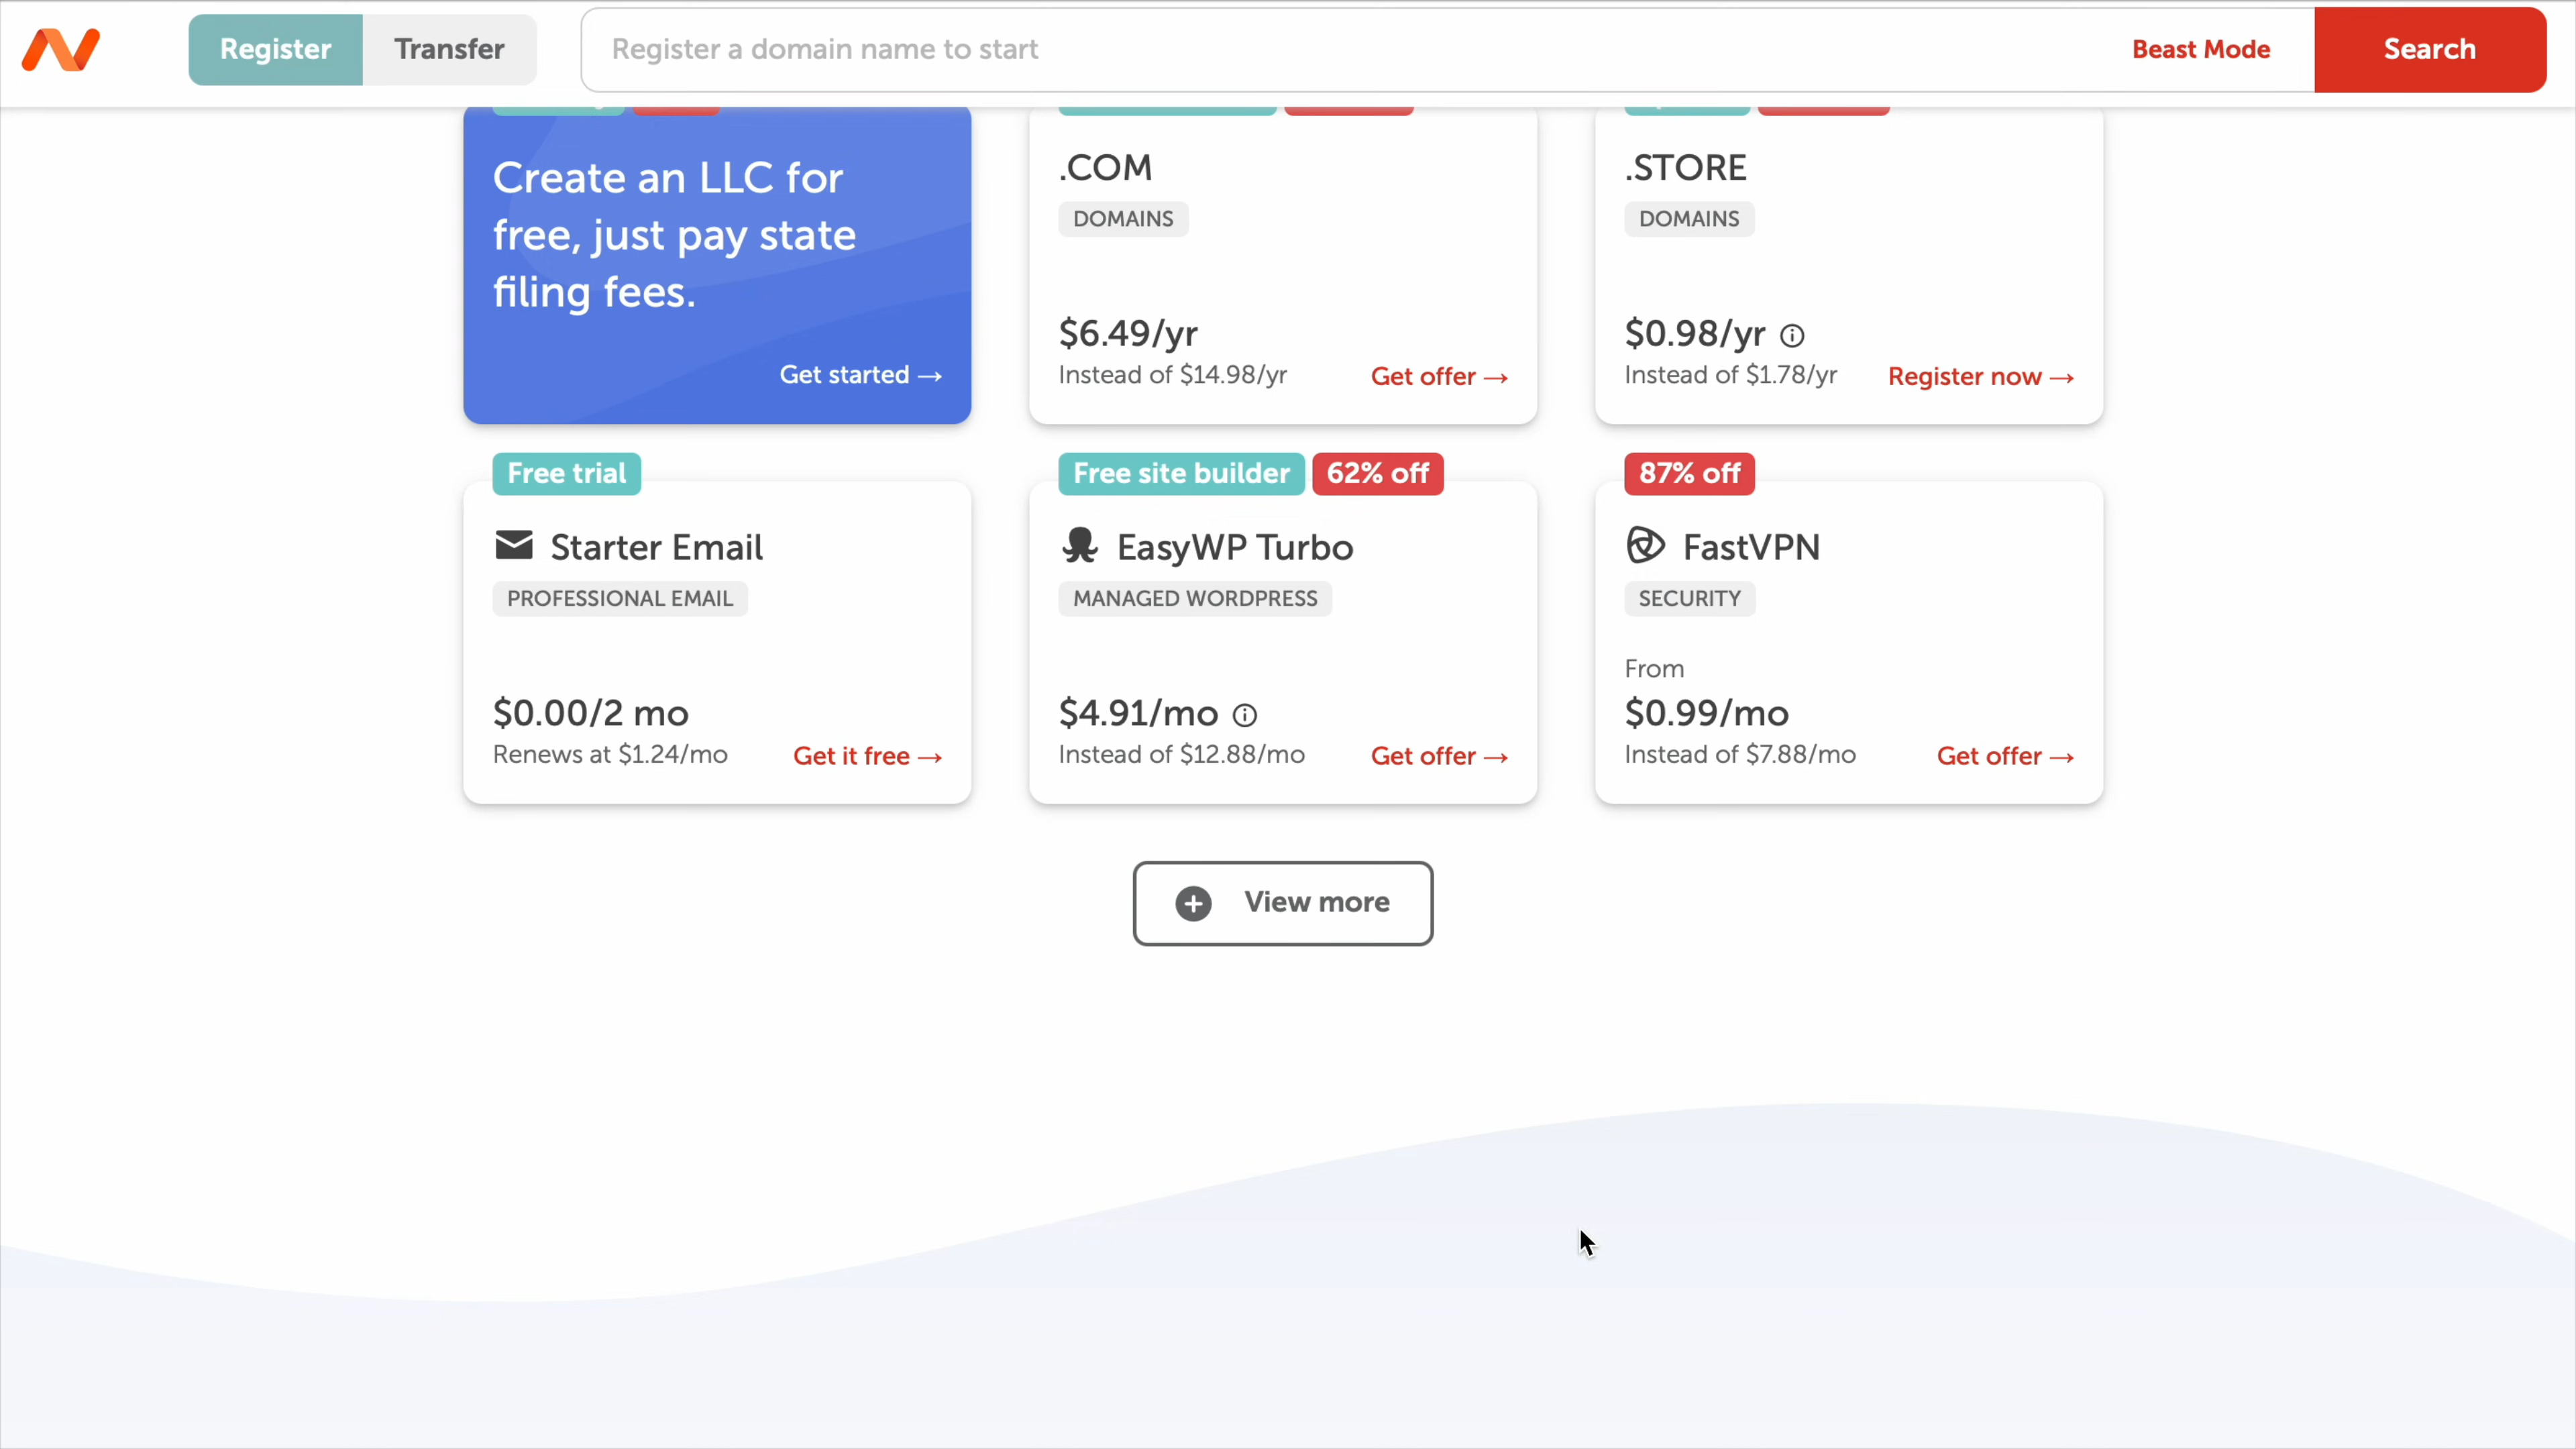 Register
Transfer
Register a domain name to start
Beast Mode
Search
Create an LLC for
free, just pay state
filing fees.
Get started →
.COM
DOMAINS
$6.49/yr
Instead of $14.98/yr
Get offer →
.STORE
DOMAINS
$0.98/yr
Instead of $1.78/yr
Register now →
Free trial
Starter Email
PROFESSIONAL EMAIL
$0.00/2 mo
Renews at $1.24/mo
Get it free →
Free site builder
62% off
EasyWP Turbo
MANAGED WORDPRESS
$4.91/mo
Instead of $12.88/mo
Get offer →
87% off
FastVPN
SECURITY
From
$0.99/mo
Instead of $7.88/mo
Get offer →
View more